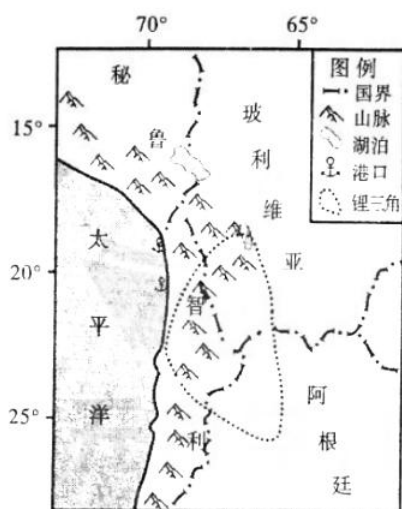 70°
65°
15°
20°
25°
秘
鲁
玻
利
维
亚
太
平
洋
智
利
阿
根
廷
图例
国界
山脉
湖泊
港口
锂三角